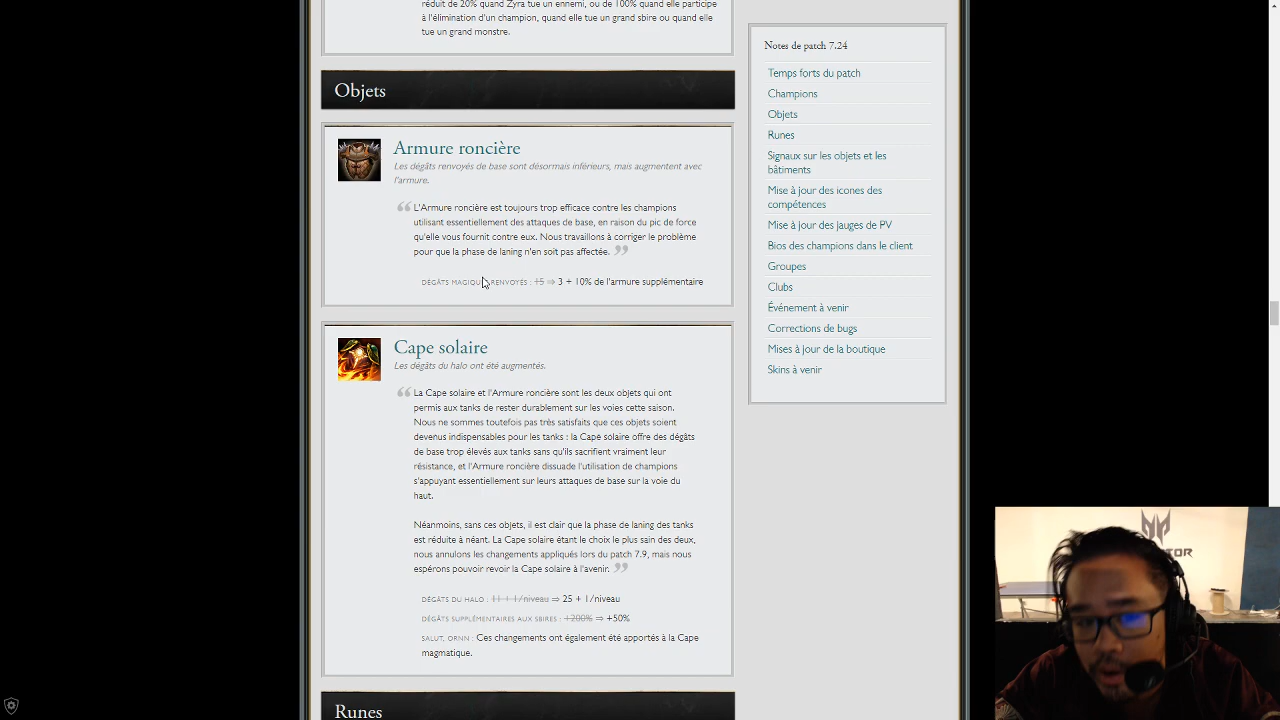 réduit de 20% quand Zyra tue un ennemi, ou de 100% quand elle participe
à l'élimination d'un champion, quand elle tue un grand sbire ou quand elle
tue un grand monstre.
Objets
Armure roncière
Les dégâts renvoyés de base sont désormais inférieurs, mais augmentent avec
l'armure.
L'Armure roncière est toujours trop efficace contre les champions
utilisant essentiellement des attaques de base, en raison du pic de force
qu'elle vous fournit contre eux. Nous travaillons à corriger le problème
pour que la phase de laning n'en soit pas affectée.
DÉGÂTS MAGIQU RENVOYÉS : 15 ⇒ 3 + 10% de l'armure supplémentaire
Cape solaire
Les dégâts du halo ont été augmentés.
La Cape solaire et l'Armure roncière sont les deux objets qui ont
permis aux tanks de rester durablement sur les voies cette saison.
Nous ne sommes toutefois pas très satisfaits que ces objets soient
devenus indispensables pour les tanks : la Cape solaire offre des dégâts
de base trop élevés aux tanks sans qu'ils sacrifient vraiment leur
résistance, et l'Armure roncière dissuade l'utilisation de champions
s'appuyant essentiellement sur leurs attaques de base sur la voie du
haut.
Néanmoins, sans ces objets, il est clair que la phase de laning des tanks
est réduite à néant. La Cape solaire étant le choix le plus sain des deux,
nous annulons les changements appliqués lors du patch 7.9, mais nous
espérons pouvoir revoir la Cape solaire à l'avenir.
DÉGÂTS DU HALO : 11 + 1/niveau ⇒ 25 + 1/niveau
DÉGÂTS SUPPLÉMENTAIRES AUX SBIRES : +200% ⇒ +50%
SALUT, ORNN : Ces changements ont également été apportés à la Cape
magmatique.
Runes
Notes de patch 7.24
Temps forts du patch
Champions
Objets
Runes
Signaux sur les objets et les
bâtiments
Mise à jour des icones des
compétences
Mise à jour des jauges de PV
Bios des champions dans le client
Groupes
Clubs
Événement à venir
Corrections de bugs
Mises à jour de la boutique
Skins à venir